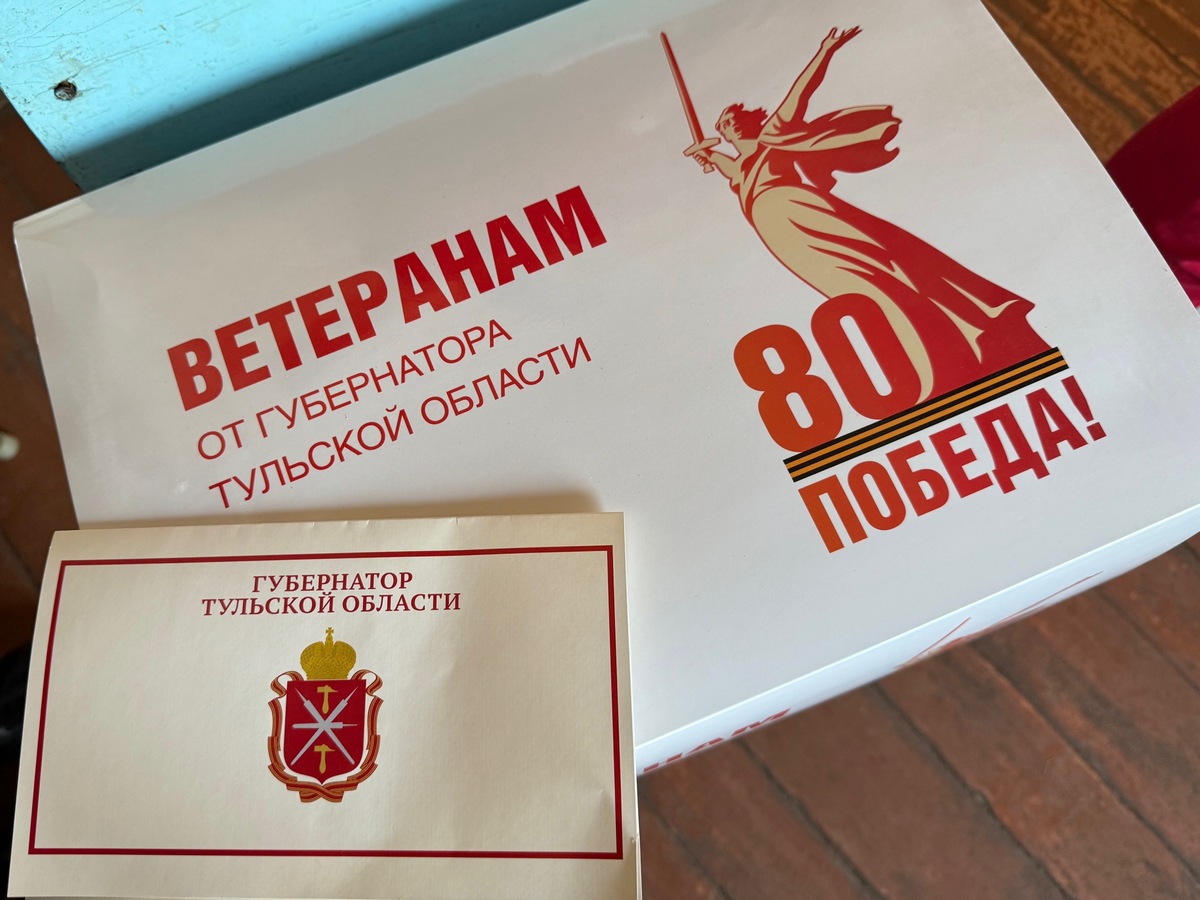 ВЕТЕРАНАМ
ОТ ГУБЕРНАТОРА
ТУЛЬСКОЙ ОБЛАСТИ
80
ПОБЕДА!
ГУБЕРНАТОР
ТУЛЬСКОЙ ОБЛАСТИ